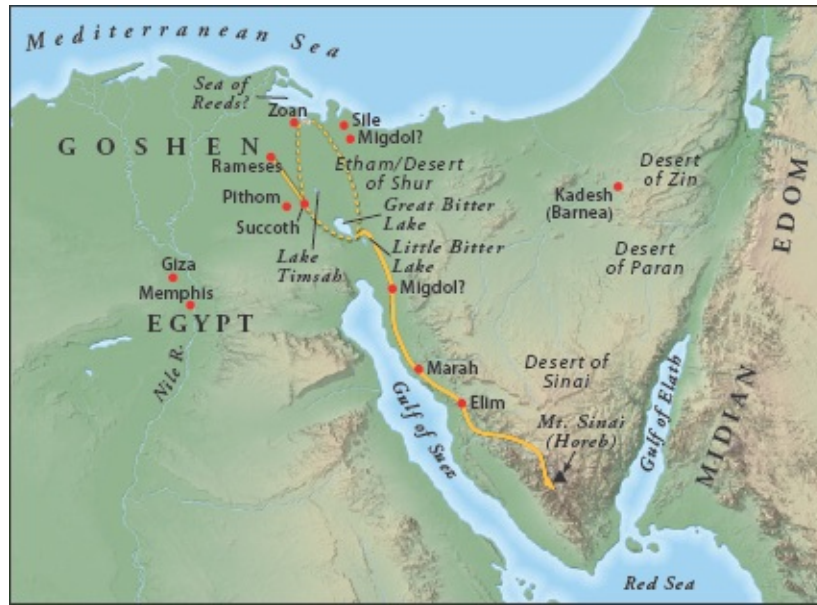 Mediterranean Sea
Sea of
Reeds?
Zoan
Sile
Migdol?
GOSHEN
Rameses
Etham/Desert
of Shur
Desert
of Zin
Pithom
Succoth
Great Bitter
Lake
Kadesh
(Barnea)
EDOM
Lake
Timsah
Little Bitter
Lake
Desert
of Paran
Giza
Memphis
Migdol?
EGYPT
Nile R.
Marah
Desert of
Sinai
Elim
Gulf of Suez
Mt. Sinai
(Horeb)
Gulf of Elath
MIDIAN
Red Sea